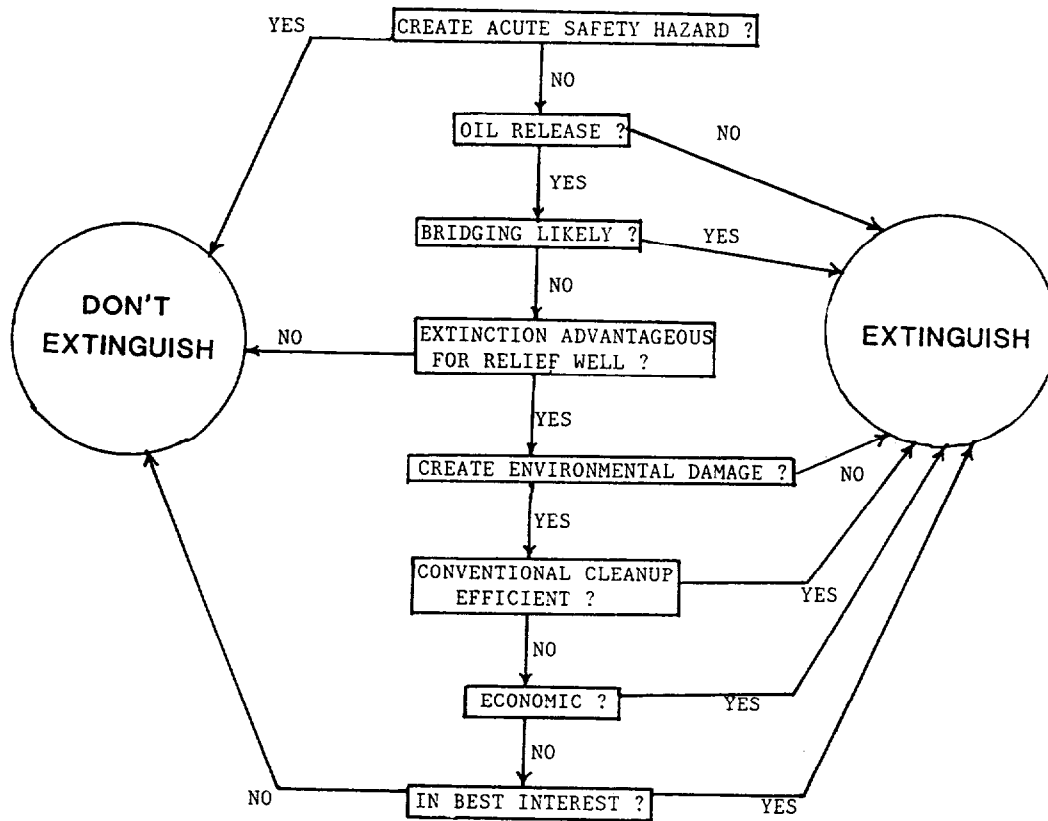 YES
CREATE ACUTE SAFETY HAZARD ?
NO
OIL RELEASE ?
NO
YES
BRIDGING LIKELY ?
YES
NO
DON'T
EXTINGUISH
EXTINGUISH
NO
EXTINCTION ADVANTAGEOUS
FOR RELIEF WELL ?
YES
CREATE ENVIRONMENTAL DAMAGE ?
NO
YES
CONVENTIONAL CLEANUP
EFFICIENT ?
YES
NO
ECONOMIC ?
YES
NO
NO
IN BEST INTEREST ?
YES